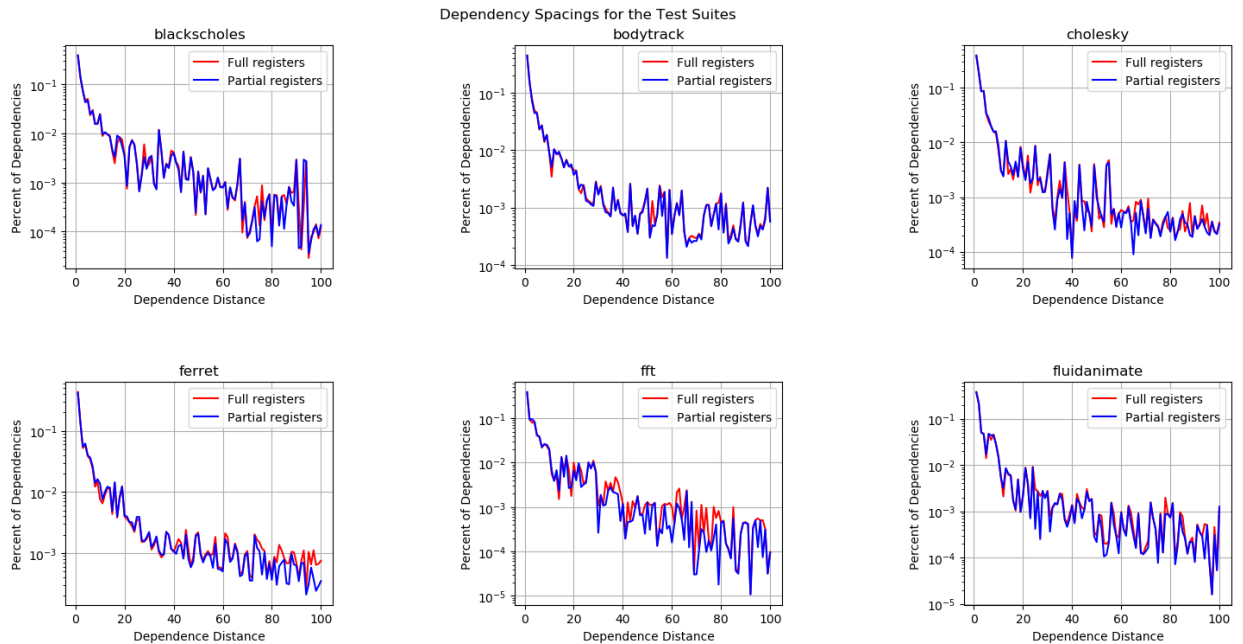 Dependency Spacings for the Test Suites
blackscholes
Full registers
Partial registers
Percent of Dependencies
10⁻¹
10⁻²
10⁻³
10⁻⁴
0 20 40 60 80 100
Dependence Distance
bodytrack
Full registers
Partial registers
Percent of Dependencies
10⁻¹
10⁻²
10⁻³
10⁻⁴
0 20 40 60 80 100
Dependence Distance
cholesky
Full registers
Partial registers
Percent of Dependencies
10⁻¹
10⁻²
10⁻³
10⁻⁴
0 20 40 60 80 100
Dependence Distance
ferret
Full registers
Partial registers
Percent of Dependencies
10⁻¹
10⁻²
10⁻³
0 20 40 60 80 100
Dependence Distance
fft
Full registers
Partial registers
Percent of Dependencies
10⁻¹
10⁻²
10⁻³
10⁻⁴
10⁻⁵
0 20 40 60 80 100
Dependence Distance
fluidanimate
Full registers
Partial registers
Percent of Dependencies
10⁻¹
10⁻²
10⁻³
10⁻⁴
10⁻⁵
0 20 40 60 80 100
Dependence Distance